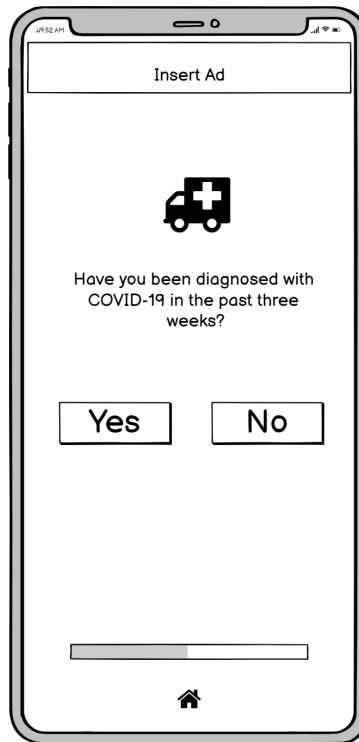 09:52 AM
Insert Ad
Have you been diagnosed with
COVID-19 in the past three
weeks?
Yes No